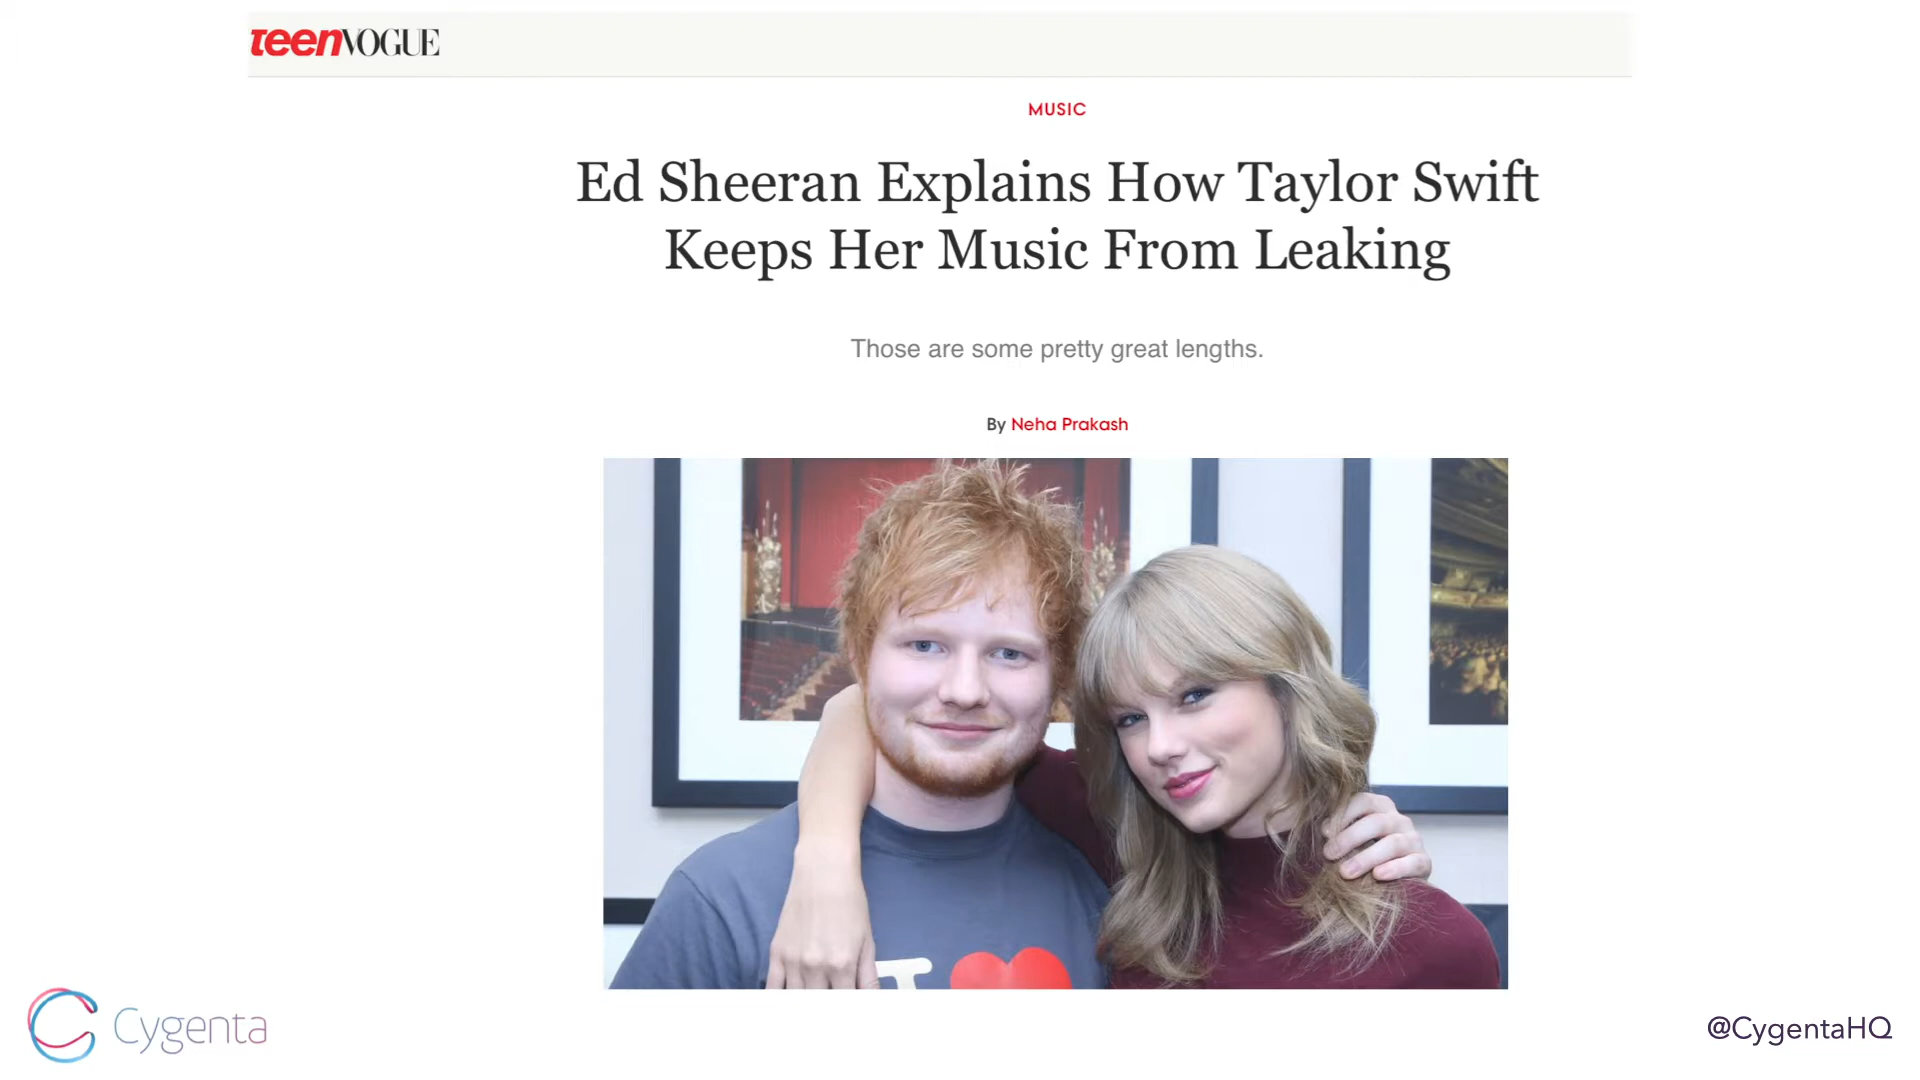 teenVOGUE
MUSIC
Ed Sheeran Explains How Taylor Swift
Keeps Her Music From Leaking
Those are some pretty great lengths.
By Neha Prakash
I
Cygenta
@CygentaHQ